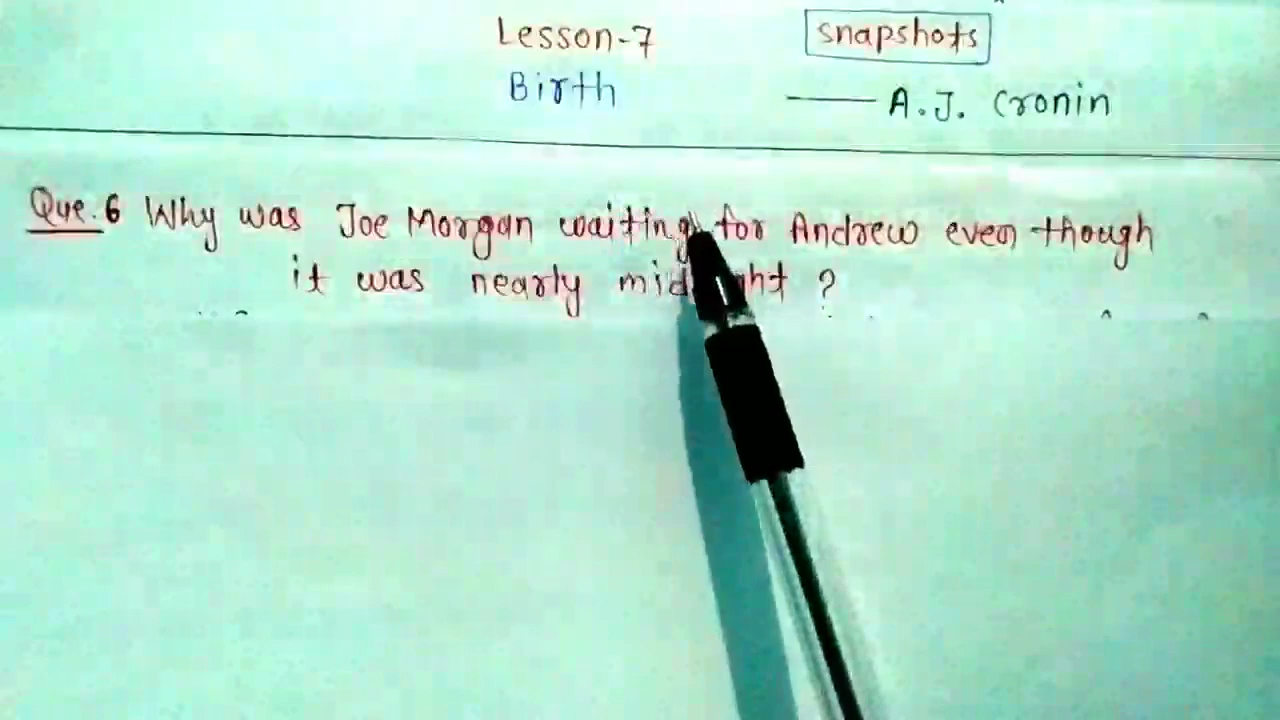 Lesson-7
snapshots
Birth
A.J. Cronin
Que.6 Why was Joe Morgan waiting for Andrew even though
it was nearly ?